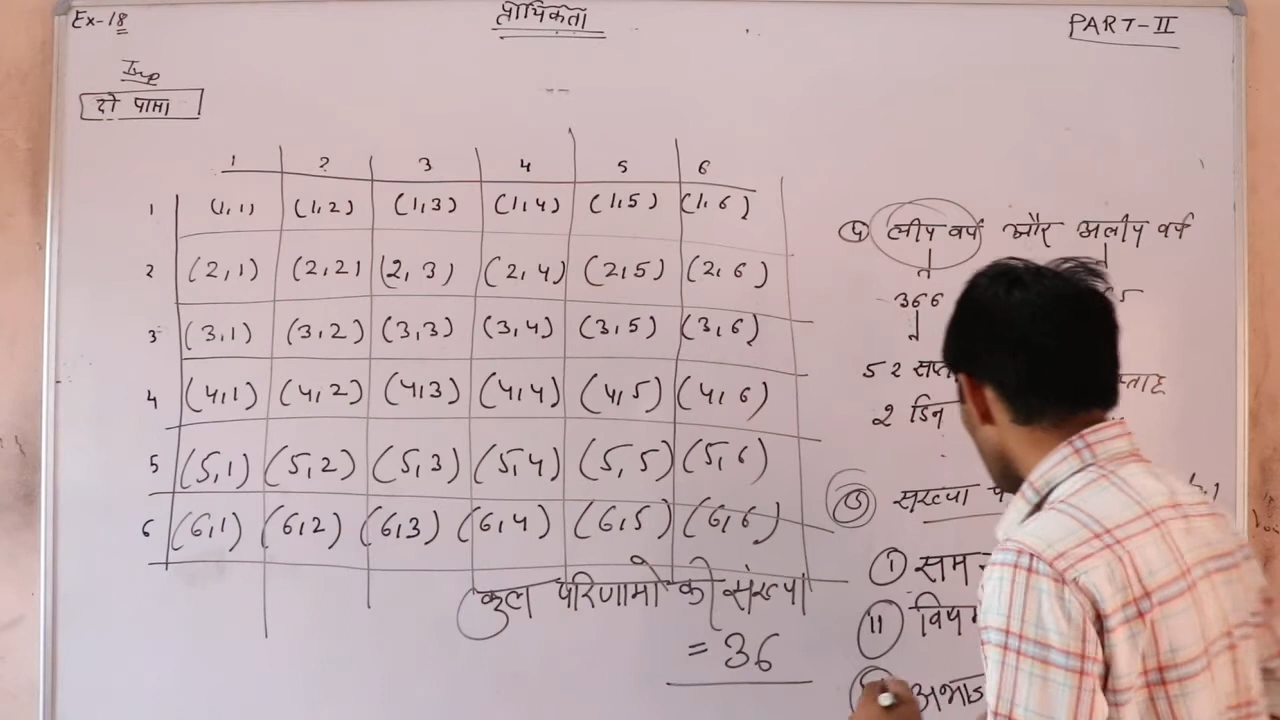 Ex-18
प्रायिकता
PART-II
Imp
दो पासा
1 2 3 4 5 6
1 (1,1) (1,2) (1,3) (1,4) (1,5) (1,6)
2 (2,1) (2,2) (2,3) (2,4) (2,5) (2,6)
3 (3,1) (3,2) (3,3) (3,4) (3,5) (3,6)
4 (4,1) (4,2) (4,3) (4,4) (4,5) (4,6)
5 (5,1) (5,2) (5,3) (5,4) (5,5) (5,6)
6 (6,1) (6,2) (6,3) (6,4) (6,5) (6,6)
कुल परिणामो की संख्या
= 36
लीप वर्ष और अलीप वर्ष
366
52
2 दिन
संख्या
I सम
II